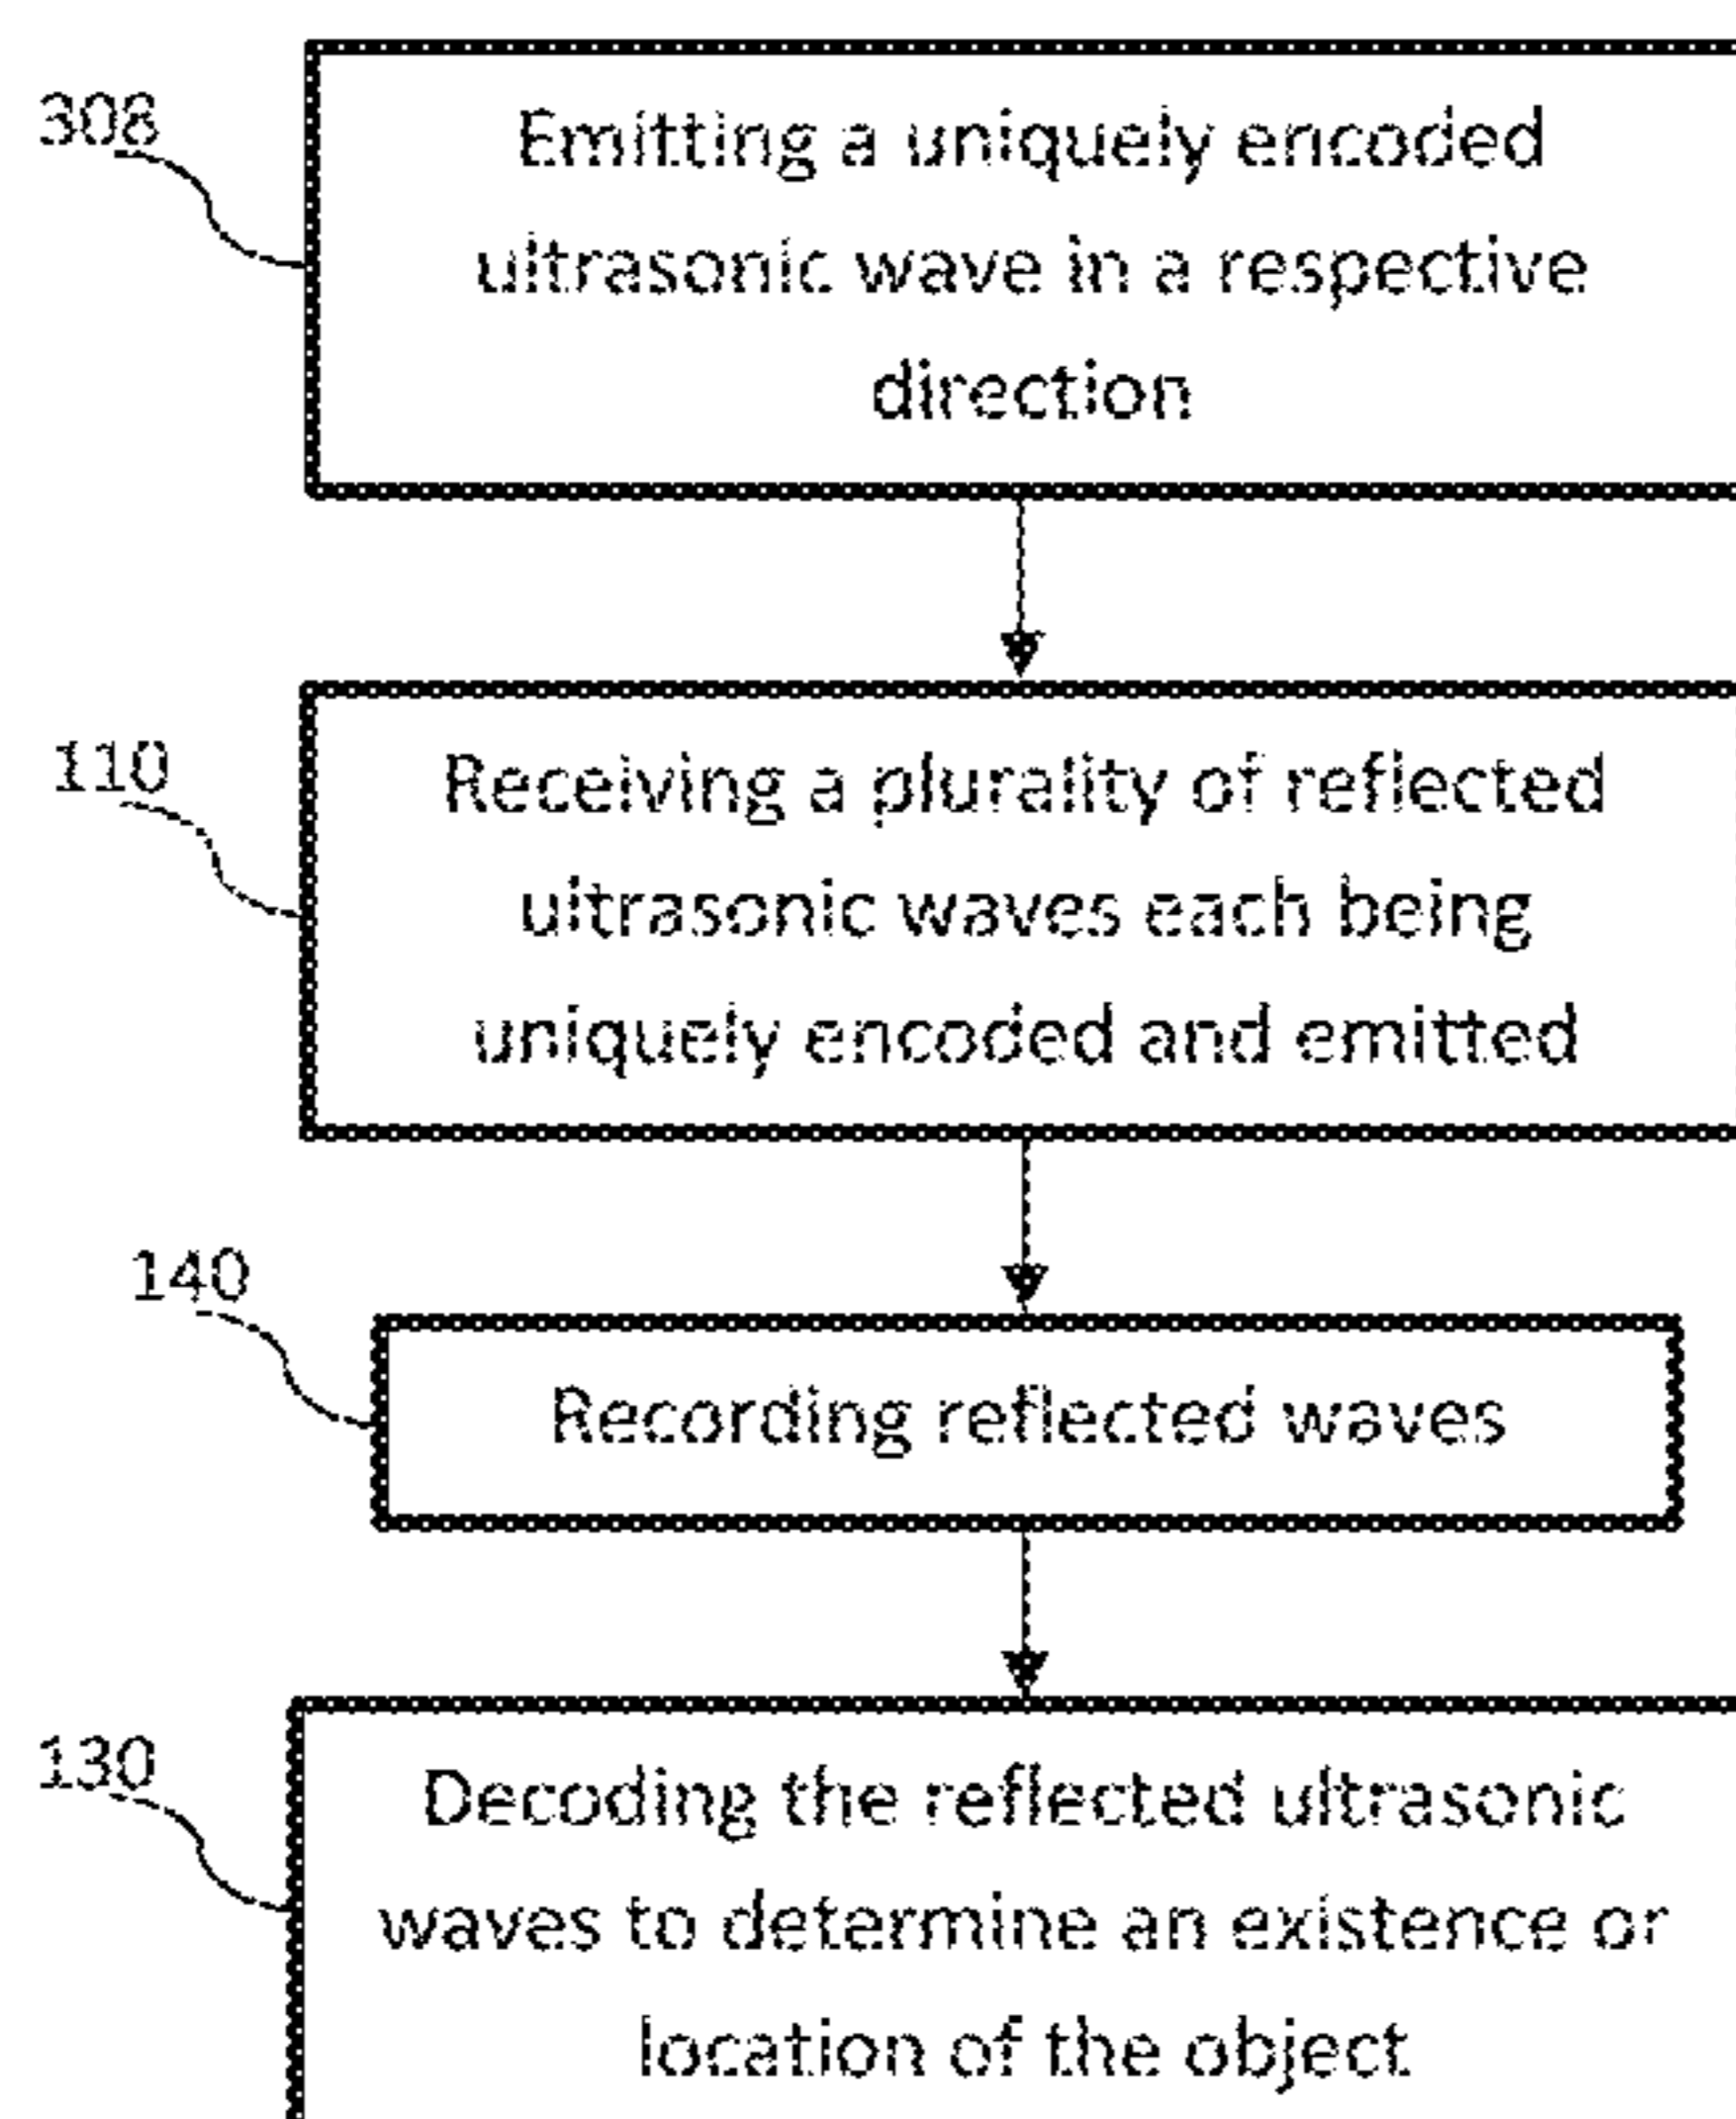 308
Emitting a uniquely encoded
ultrasonic wave in a respective
direction
110
Receiving a plurality of reflected
ultrasonic waves each being
uniquely encoded and emitted
140
Recording reflected waves
130
Decoding the reflected ultrasonic
waves to determine an existence or
location of the object